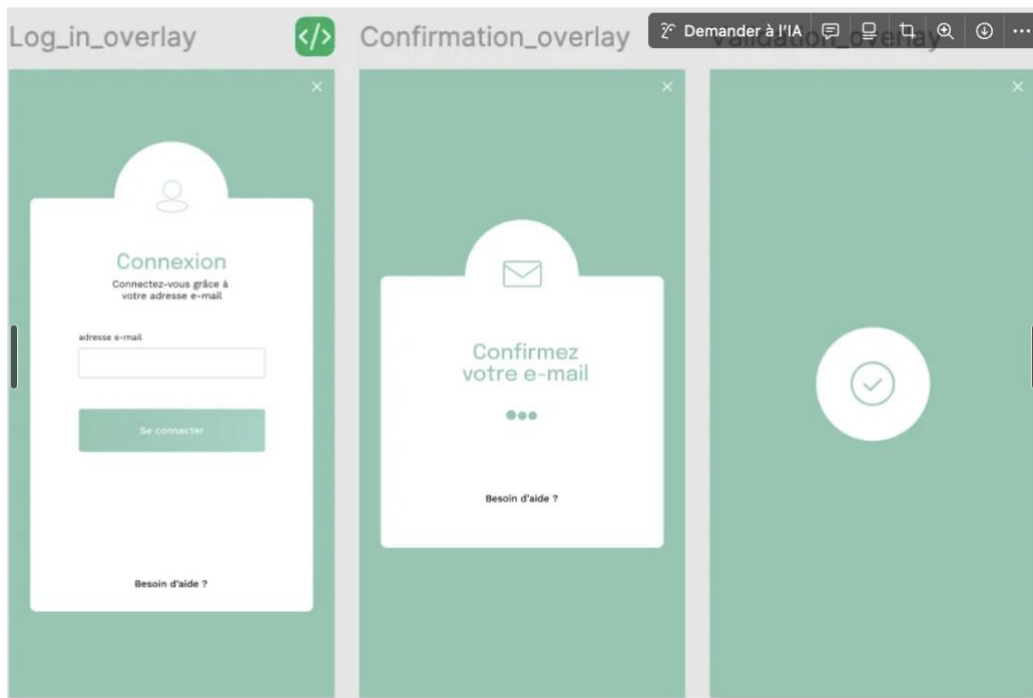 Log_in_overlay
</>
Confirmation_overlay
Demander à l'IA
Connexion
Connectez-vous grâce à
votre adresse e-mail
adresse e-mail
Se connecter
Besoin d'aide ?
Confirmez
votre e-mail
Besoin d'aide ?